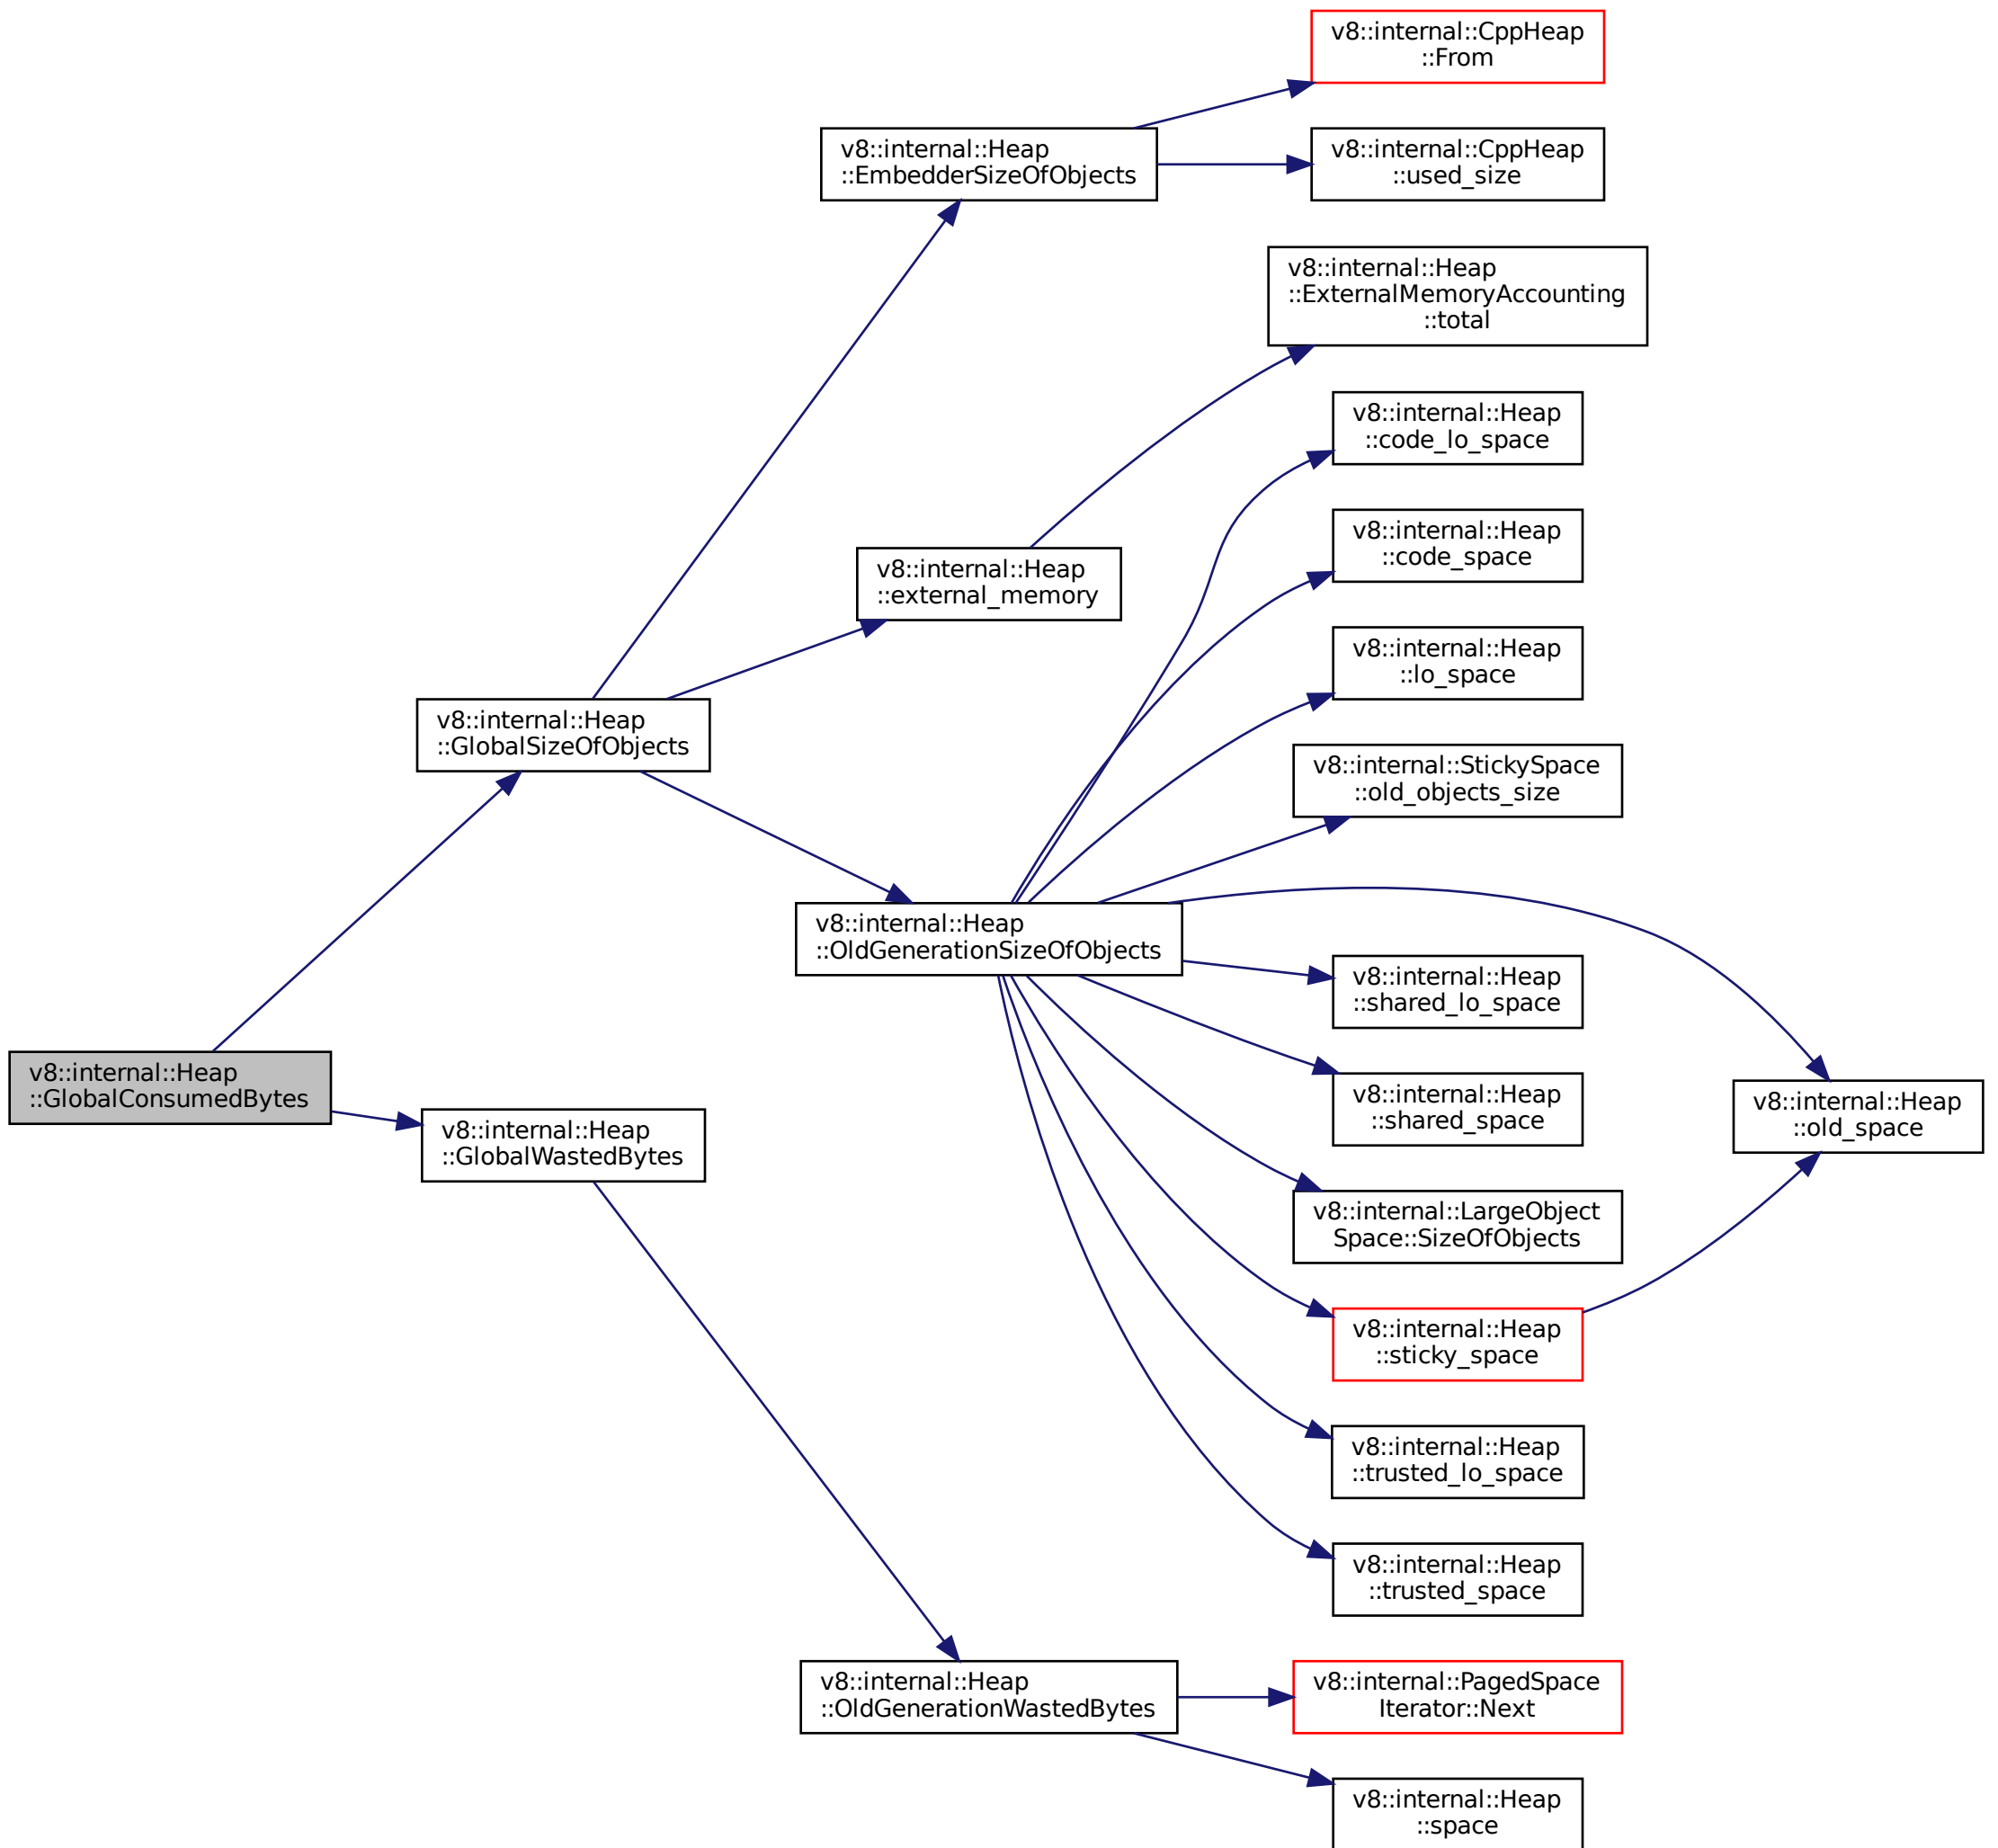 v8::internal::CppHeap
::From
v8::internal::Heap
::EmbedderSizeOfObjects
v8::internal::CppHeap
::used_size
v8::internal::Heap
::ExternalMemoryAccounting
::total
v8::internal::Heap
::code_lo_space
v8::internal::Heap
::code_space
v8::internal::Heap
::external_memory
v8::internal::Heap
::lo_space
v8::internal::Heap
::GlobalSizeOfObjects
v8::internal::StickySpace
::old_objects_size
v8::internal::Heap
::OldGenerationSizeOfObjects
v8::internal::Heap
::shared_lo_space
v8::internal::Heap
::GlobalConsumedBytes
v8::internal::Heap
::shared_space
v8::internal::Heap
::old_space
v8::internal::Heap
::GlobalWastedBytes
v8::internal::LargeObject
Space::SizeOfObjects
v8::internal::Heap
::sticky_space
v8::internal::Heap
::trusted_lo_space
v8::internal::Heap
::trusted_space
v8::internal::Heap
::OldGenerationWastedBytes
v8::internal::PagedSpace
Iterator::Next
v8::internal::Heap
::space